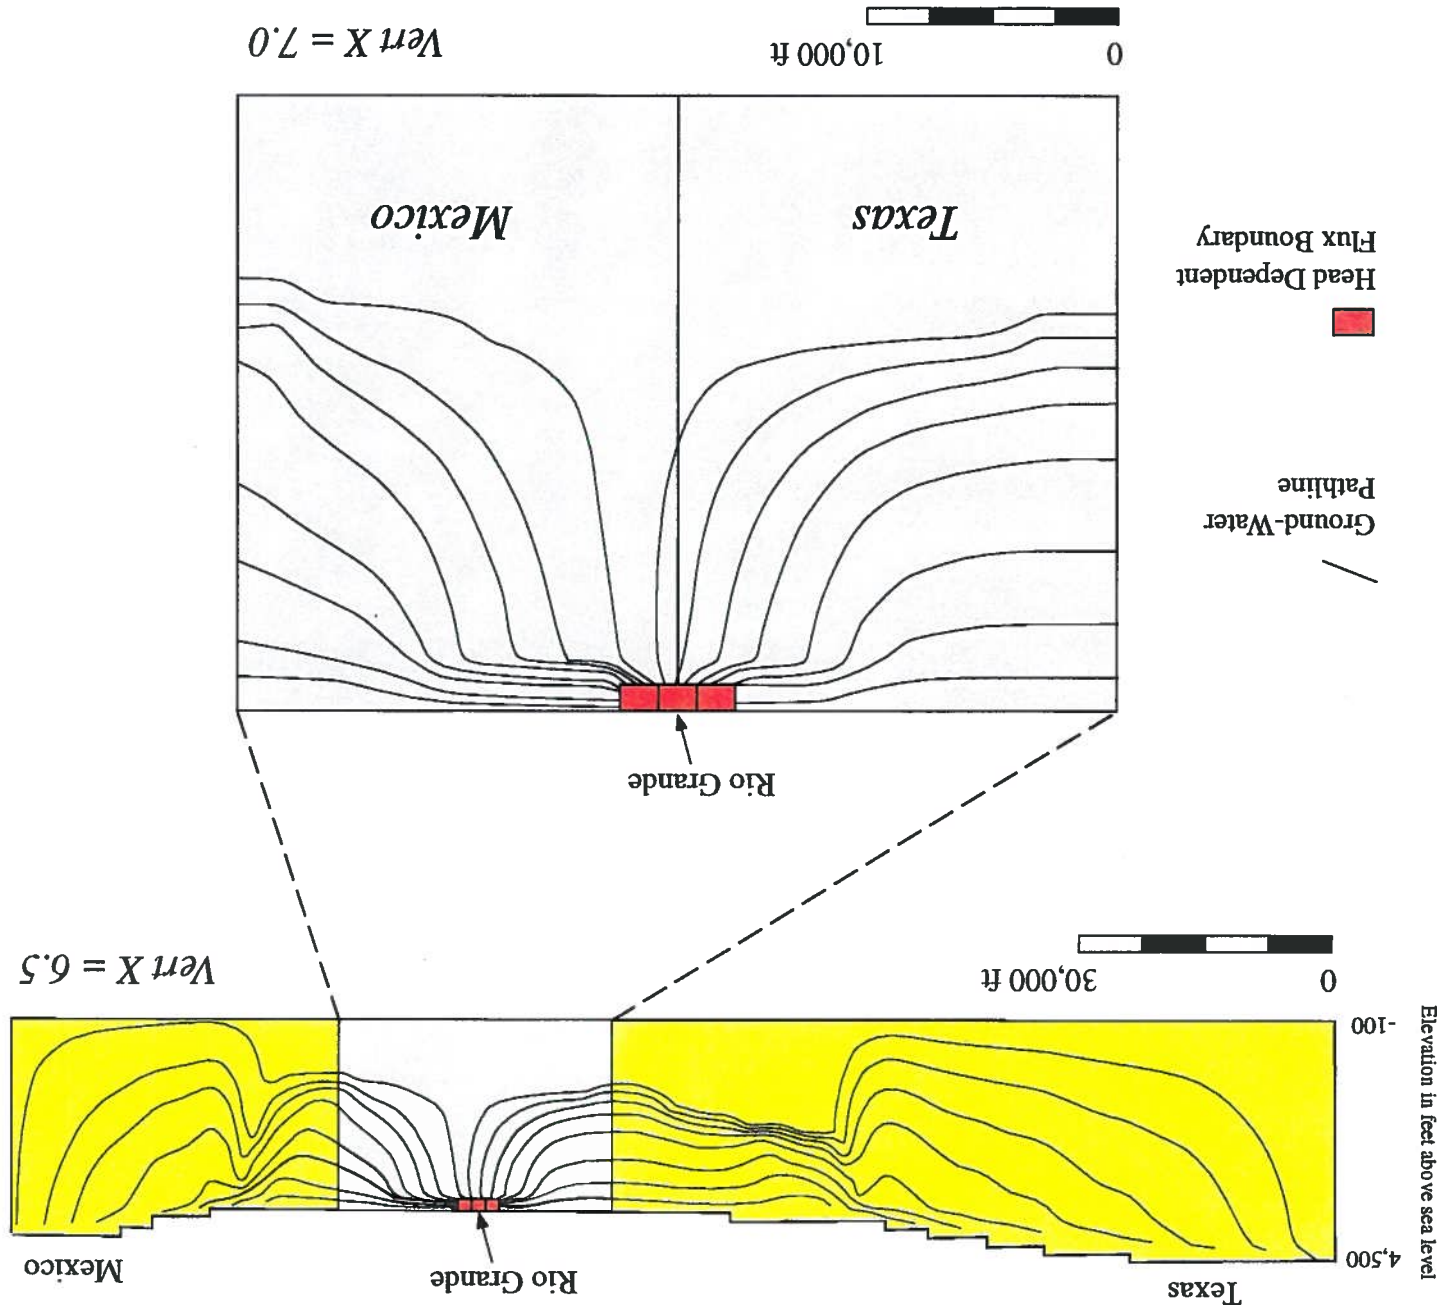 Texas
Rio Grande
Mexico
4,500
-100
Elevation in feet above sea level
0
30,000 ft
Vert X = 6.5
Rio Grande
Ground-Water
Pathline
Head Dependent
Flux Boundary
Texas
Mexico
0
10,000 ft
Vert X = 7.0